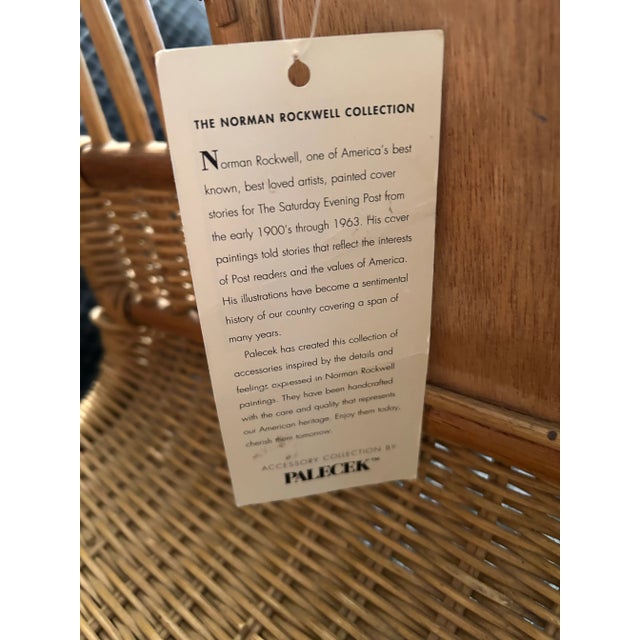 THE NORMAN ROCKWELL COLLECTION
Norman Rockwell, one of America's best
known, best loved artists, painted cover
stories for The Saturday Evening Post from
the early 1900's through 1963. His cover
paintings told stories that reflect the interests
of Post readers and the values of America.
His illustrations have become a sentimental
history of our country covering a span of
many years.
Palecek has created this collection of
accessories inspired by the details and
feelings expressed in Norman Rockwell
paintings. They have been handcrafted
with the care and quality that represents
our American heritage. Enjoy them today,
cherish them tomorrow.
ACCESSORY COLLECTION BY
PALECEK™